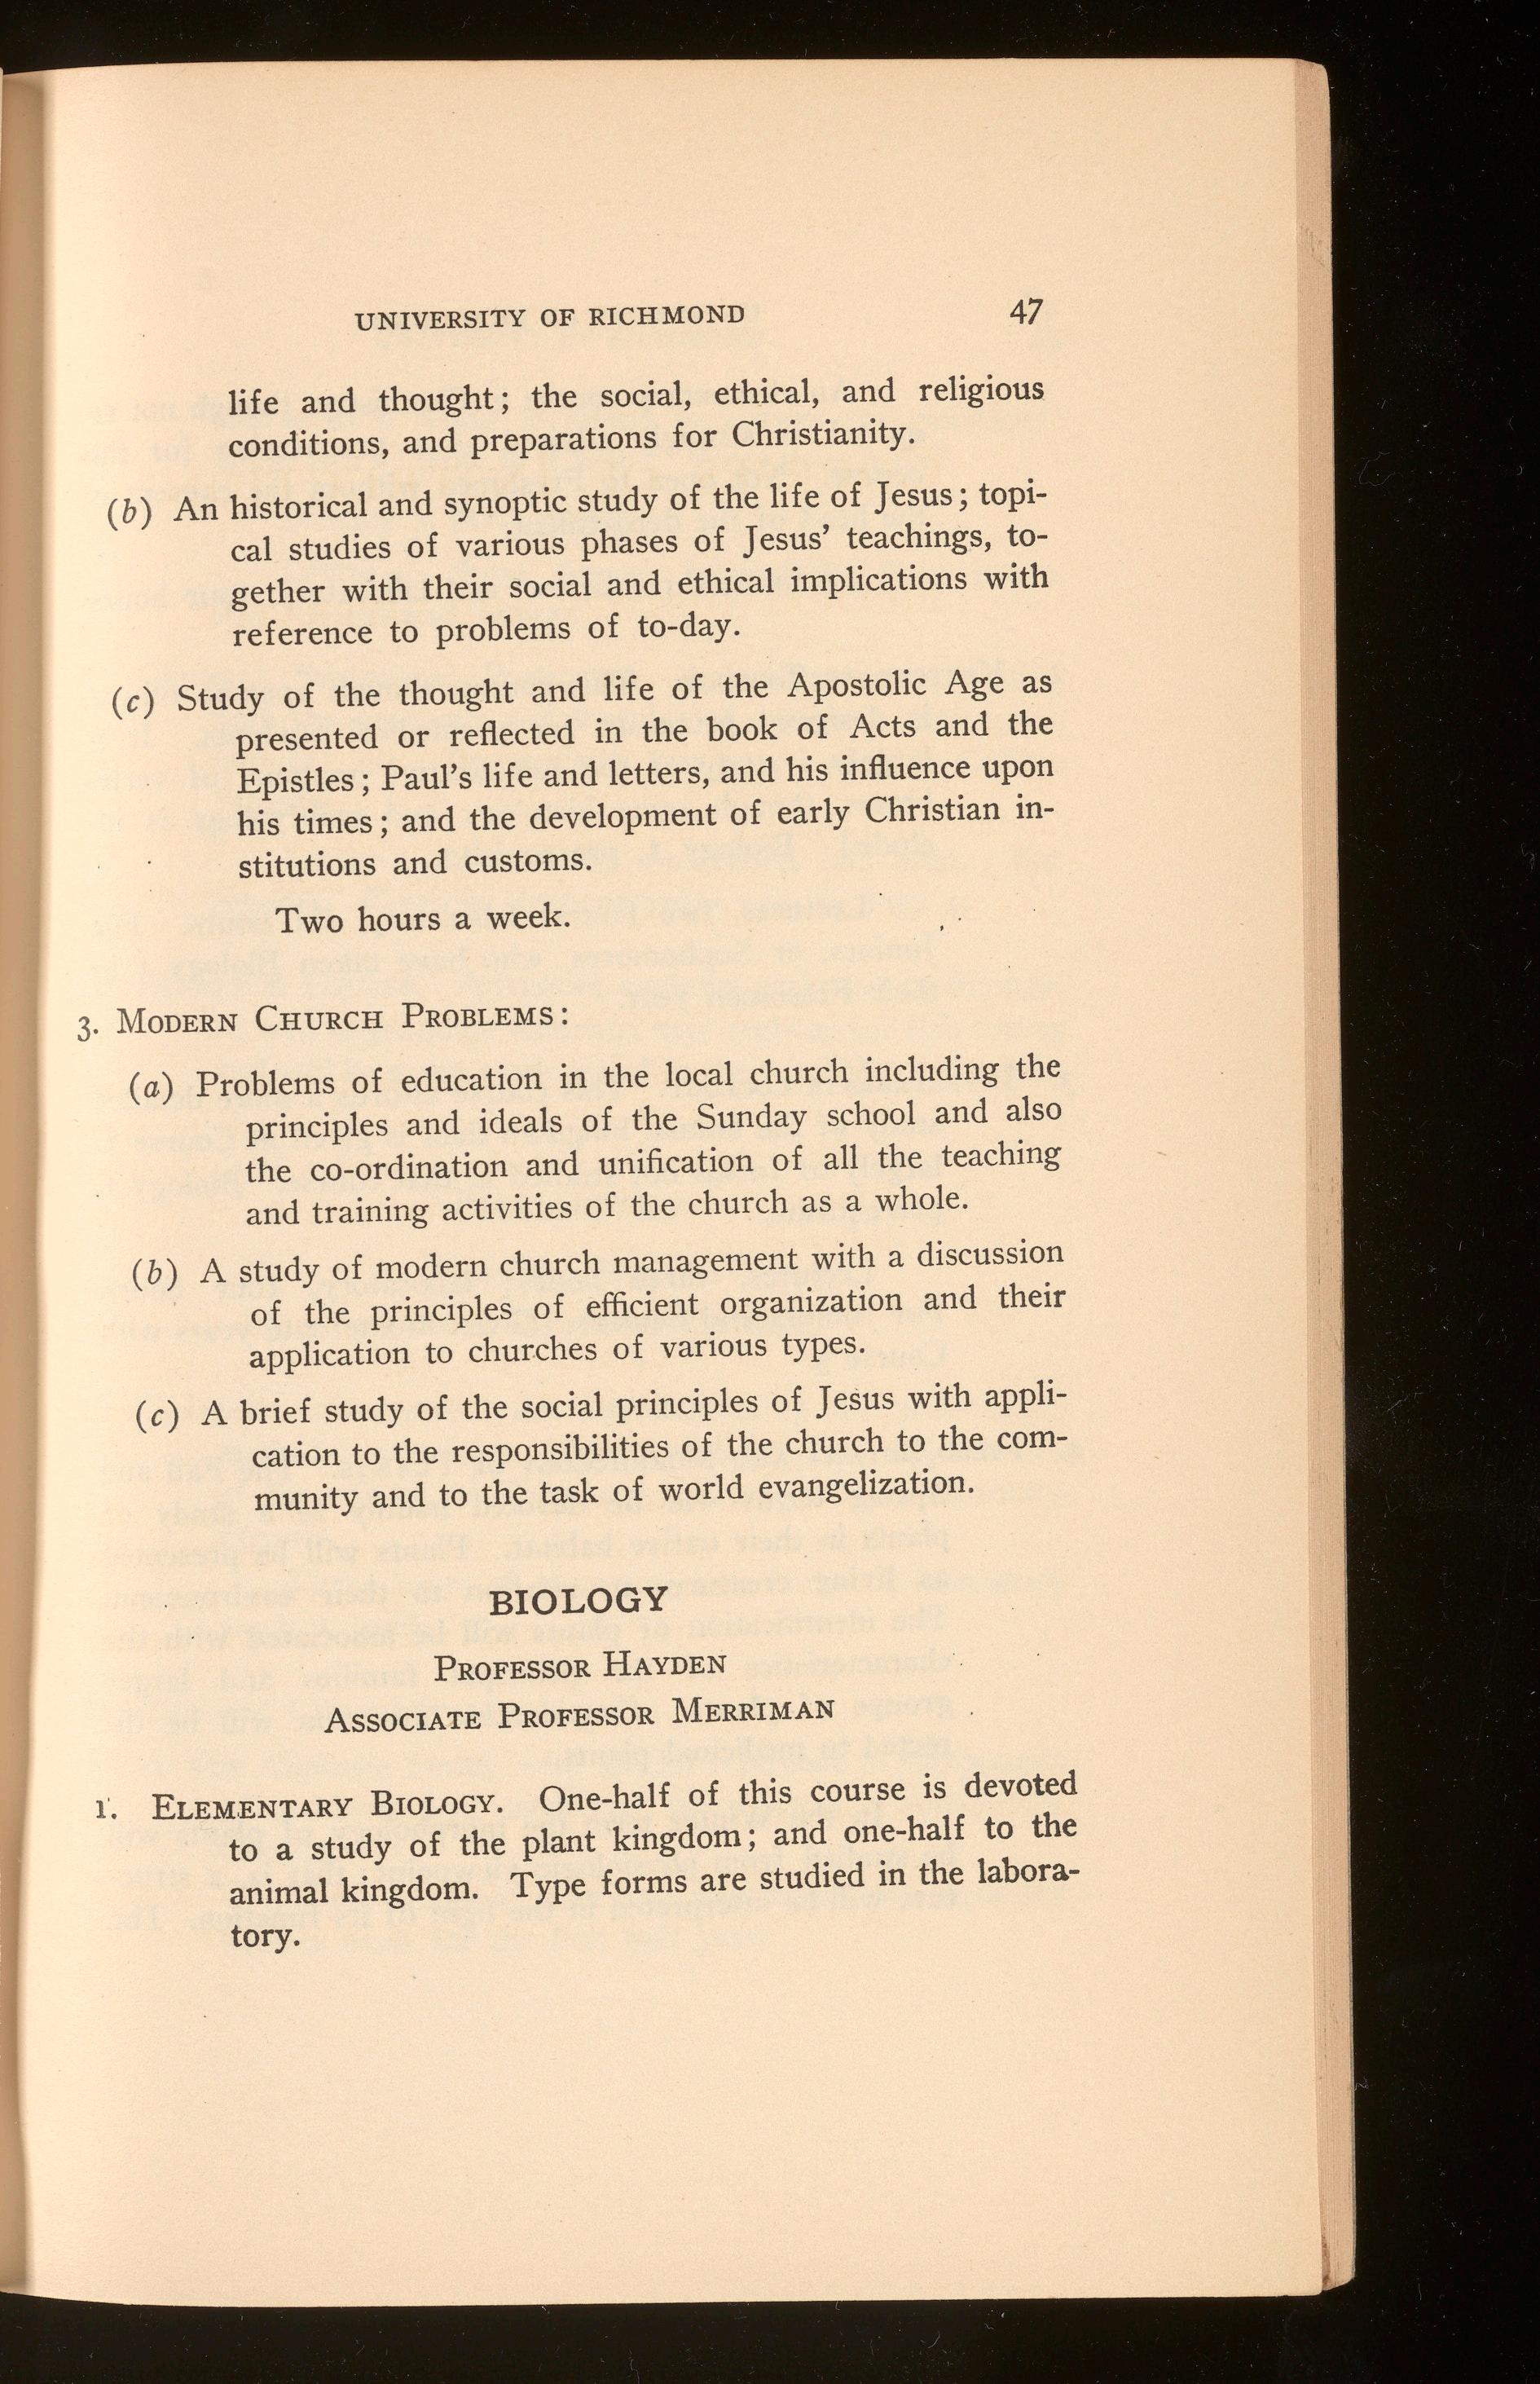 UNIVERSITY OF RICHMOND 47
life and thought; the social, ethical, and religious
conditions, and preparations for Christianity.
(b) An historical and synoptic study of the life of Jesus; topi-
cal studies of various phases of Jesus' teachings, to-
gether with their social and ethical implications with
reference to problems of to-day.
(c) Study of the thought and life of the Apostolic Age as
presented or reflected in the book of Acts and the
Epistles; Paul's life and letters, and his influence upon
his times; and the development of early Christian in-
stitutions and customs.
Two hours a week.
3. MODERN CHURCH PROBLEMS:
(a) Problems of education in the local church including the
principles and ideals of the Sunday school and also
the co-ordination and unification of all the teaching
and training activities of the church as a whole.
(b) A study of modern church management with a discussion
of the principles of efficient organization and their
application to churches of various types.
(c) A brief study of the social principles of Jesus with appli-
cation to the responsibilities of the church to the com-
munity and to the task of world evangelization.
BIOLOGY
PROFESSOR HAYDEN
ASSOCIATE PROFESSOR MERRIMAN
1. ELEMENTARY BIOLOGY. One-half of this course is devoted
to a study of the plant kingdom; and one-half to the
animal kingdom. Type forms are studied in the labora-
tory.